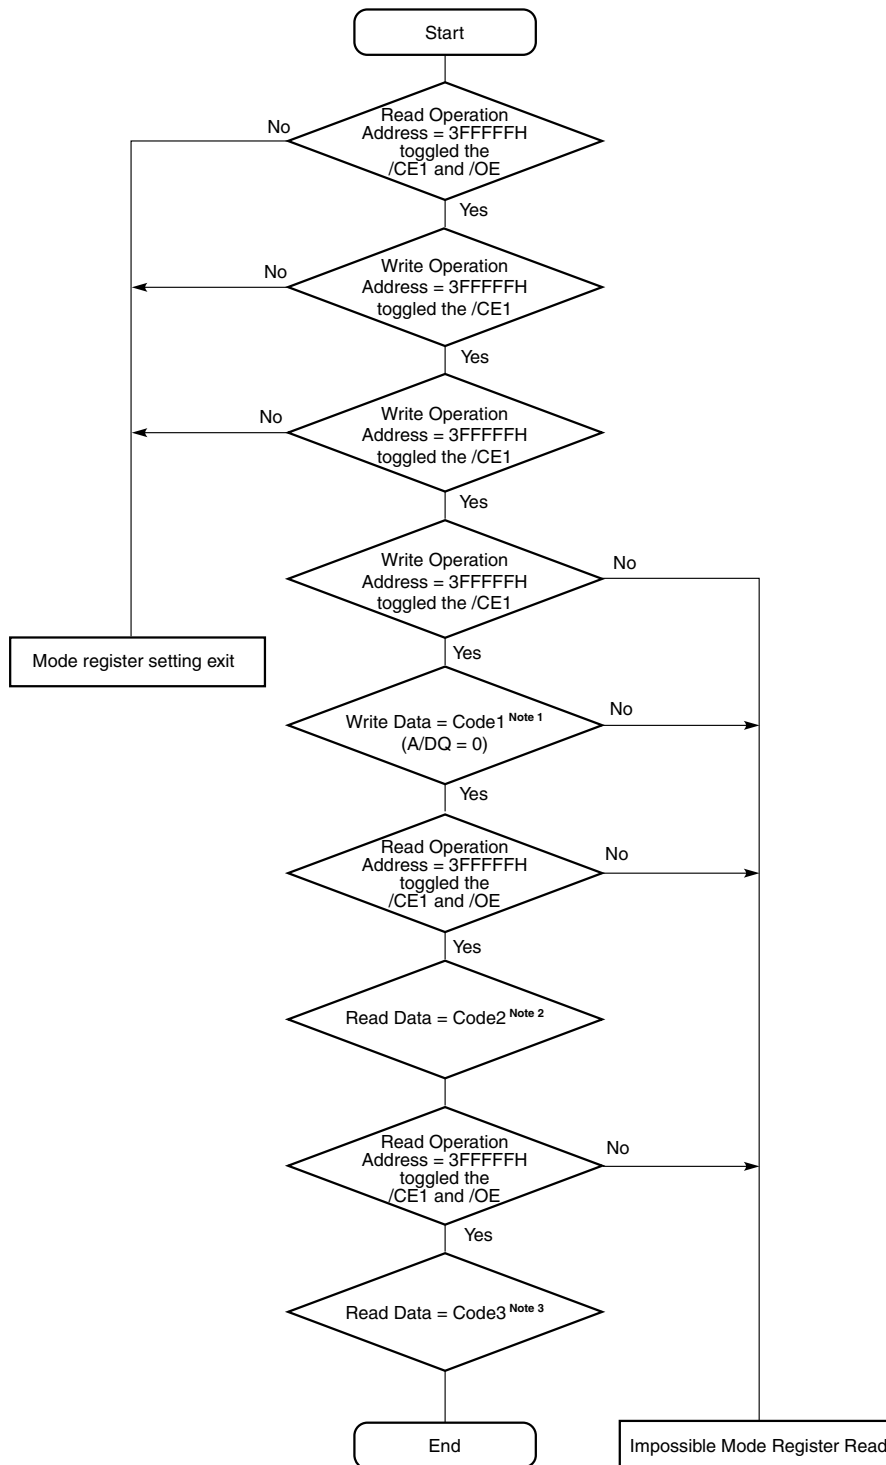 Start
Read Operation
Address = 3FFFFFH
toggled the
/CE1 and /OE
No
Yes
Write Operation
Address = 3FFFFFH
toggled the /CE1
No
Yes
Write Operation
Address = 3FFFFFH
toggled the /CE1
No
Yes
Write Operation
Address = 3FFFFFH
toggled the /CE1
No
Mode register setting exit
Yes
Write Data = Code1 Note 1
(A/DQ = 0)
No
Yes
Read Operation
Address = 3FFFFFH
toggled the
/CE1 and /OE
No
Yes
Read Data = Code2 Note 2
Read Operation
Address = 3FFFFFH
toggled the
/CE1 and /OE
No
Yes
Read Data = Code3 Note 3
End
Impossible Mode Register Read